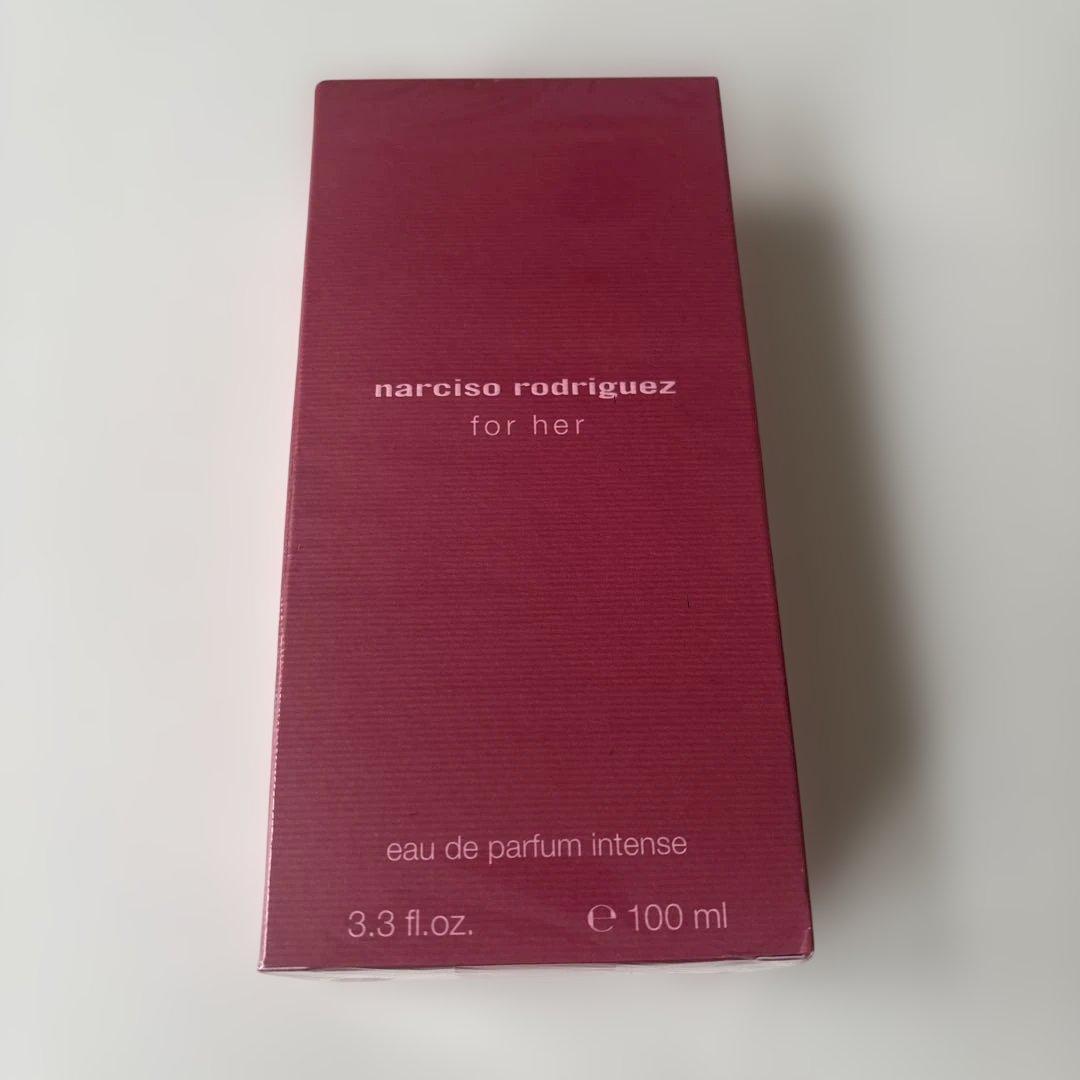 narciso rodriguez
for her
eau de parfum intense
3.3 fl.oz. ℮ 100 ml